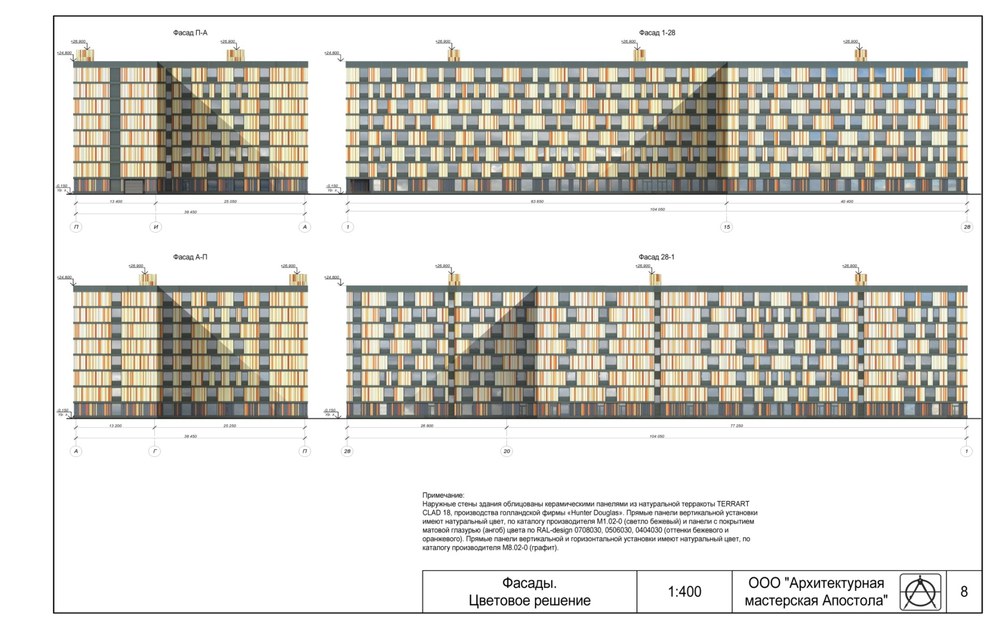 Фасад П-А
Фасад 1-28
+26.900
+26.900
+26.900
+26.900
+26.900
+24.800
+24.800
-0.150
Ур. з.
-0.150
Ур. з.
13 400
25 050
63 650
40 400
38 450
104 050
П
И
А
1
15
28
Фасад А-П
Фасад 28-1
+26.900
+26.900
+26.900
+26.900
+26.900
+24.800
+24.800
-0.150
Ур. з.
-0.150
Ур. з.
13 200
25 250
26 800
77 250
38 450
104 050
А
Г
П
28
20
1
Примечание:
Наружные стены здания облицованы керамическими панелями из натуральной терракоты TERRART
CLAD 18, производства голландской фирмы «Hunter Douglas». Прямые панели вертикальной установки
имеют натуральный цвет, по каталогу производителя М1.02-0 (светло бежевый) и панели с покрытием
матовой глазурью (ангоб) цвета по RAL-design 0708030, 0506030, 0404030 (оттенки бежевого и
оранжевого). Прямые панели вертикальной и горизонтальной установки имеют натуральный цвет, по
каталогу производителя М8.02-0 (графит).
Фасады.
Цветовое решение
1:400
ООО "Архитектурная
мастерская Апостола"
8